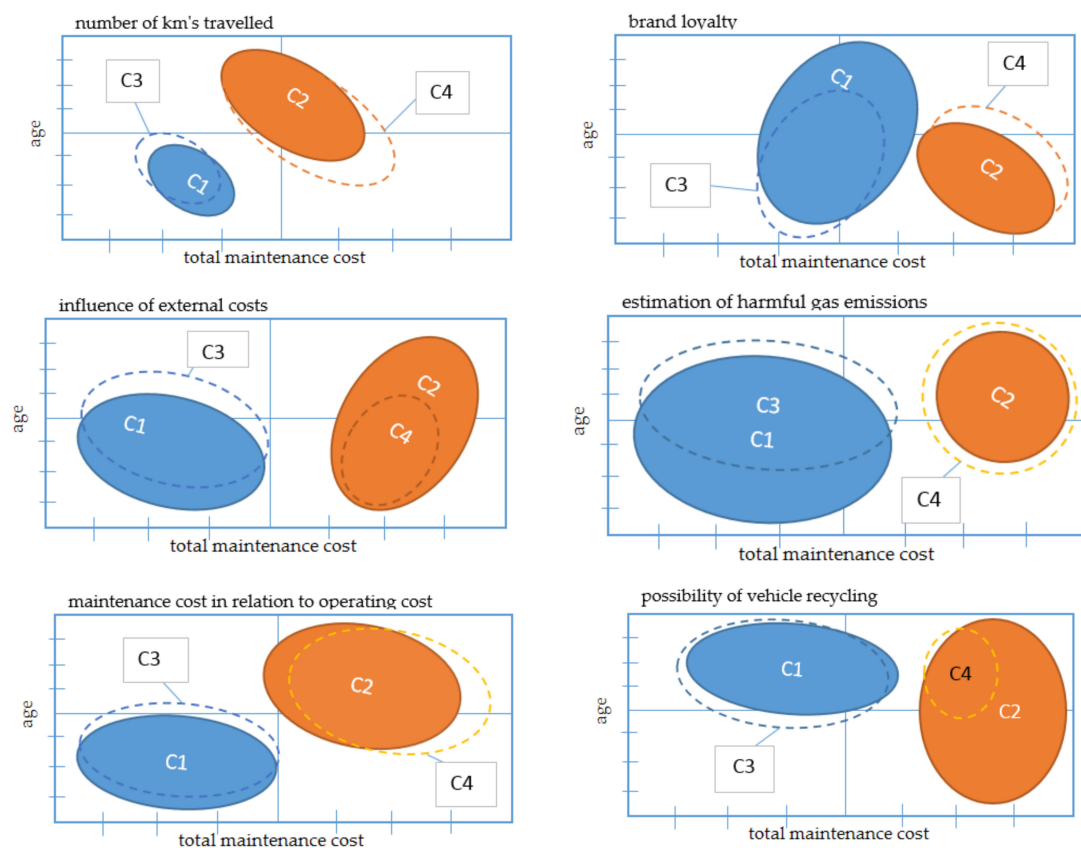 number of km's travelled
C3
C2
C4
C1
age
total maintenance cost
brand loyalty
C1
C4
C3
C2
age
total maintenance cost
influence of external costs
C3
C1
C2
C4
age
total maintenance cost
estimation of harmful gas emissions
C3
C1
C2
C4
age
total maintenance cost
maintenance cost in relation to operating cost
C3
C2
C1
C4
age
total maintenance cost
possibility of vehicle recycling
C1
C4
C2
C3
age
total maintenance cost